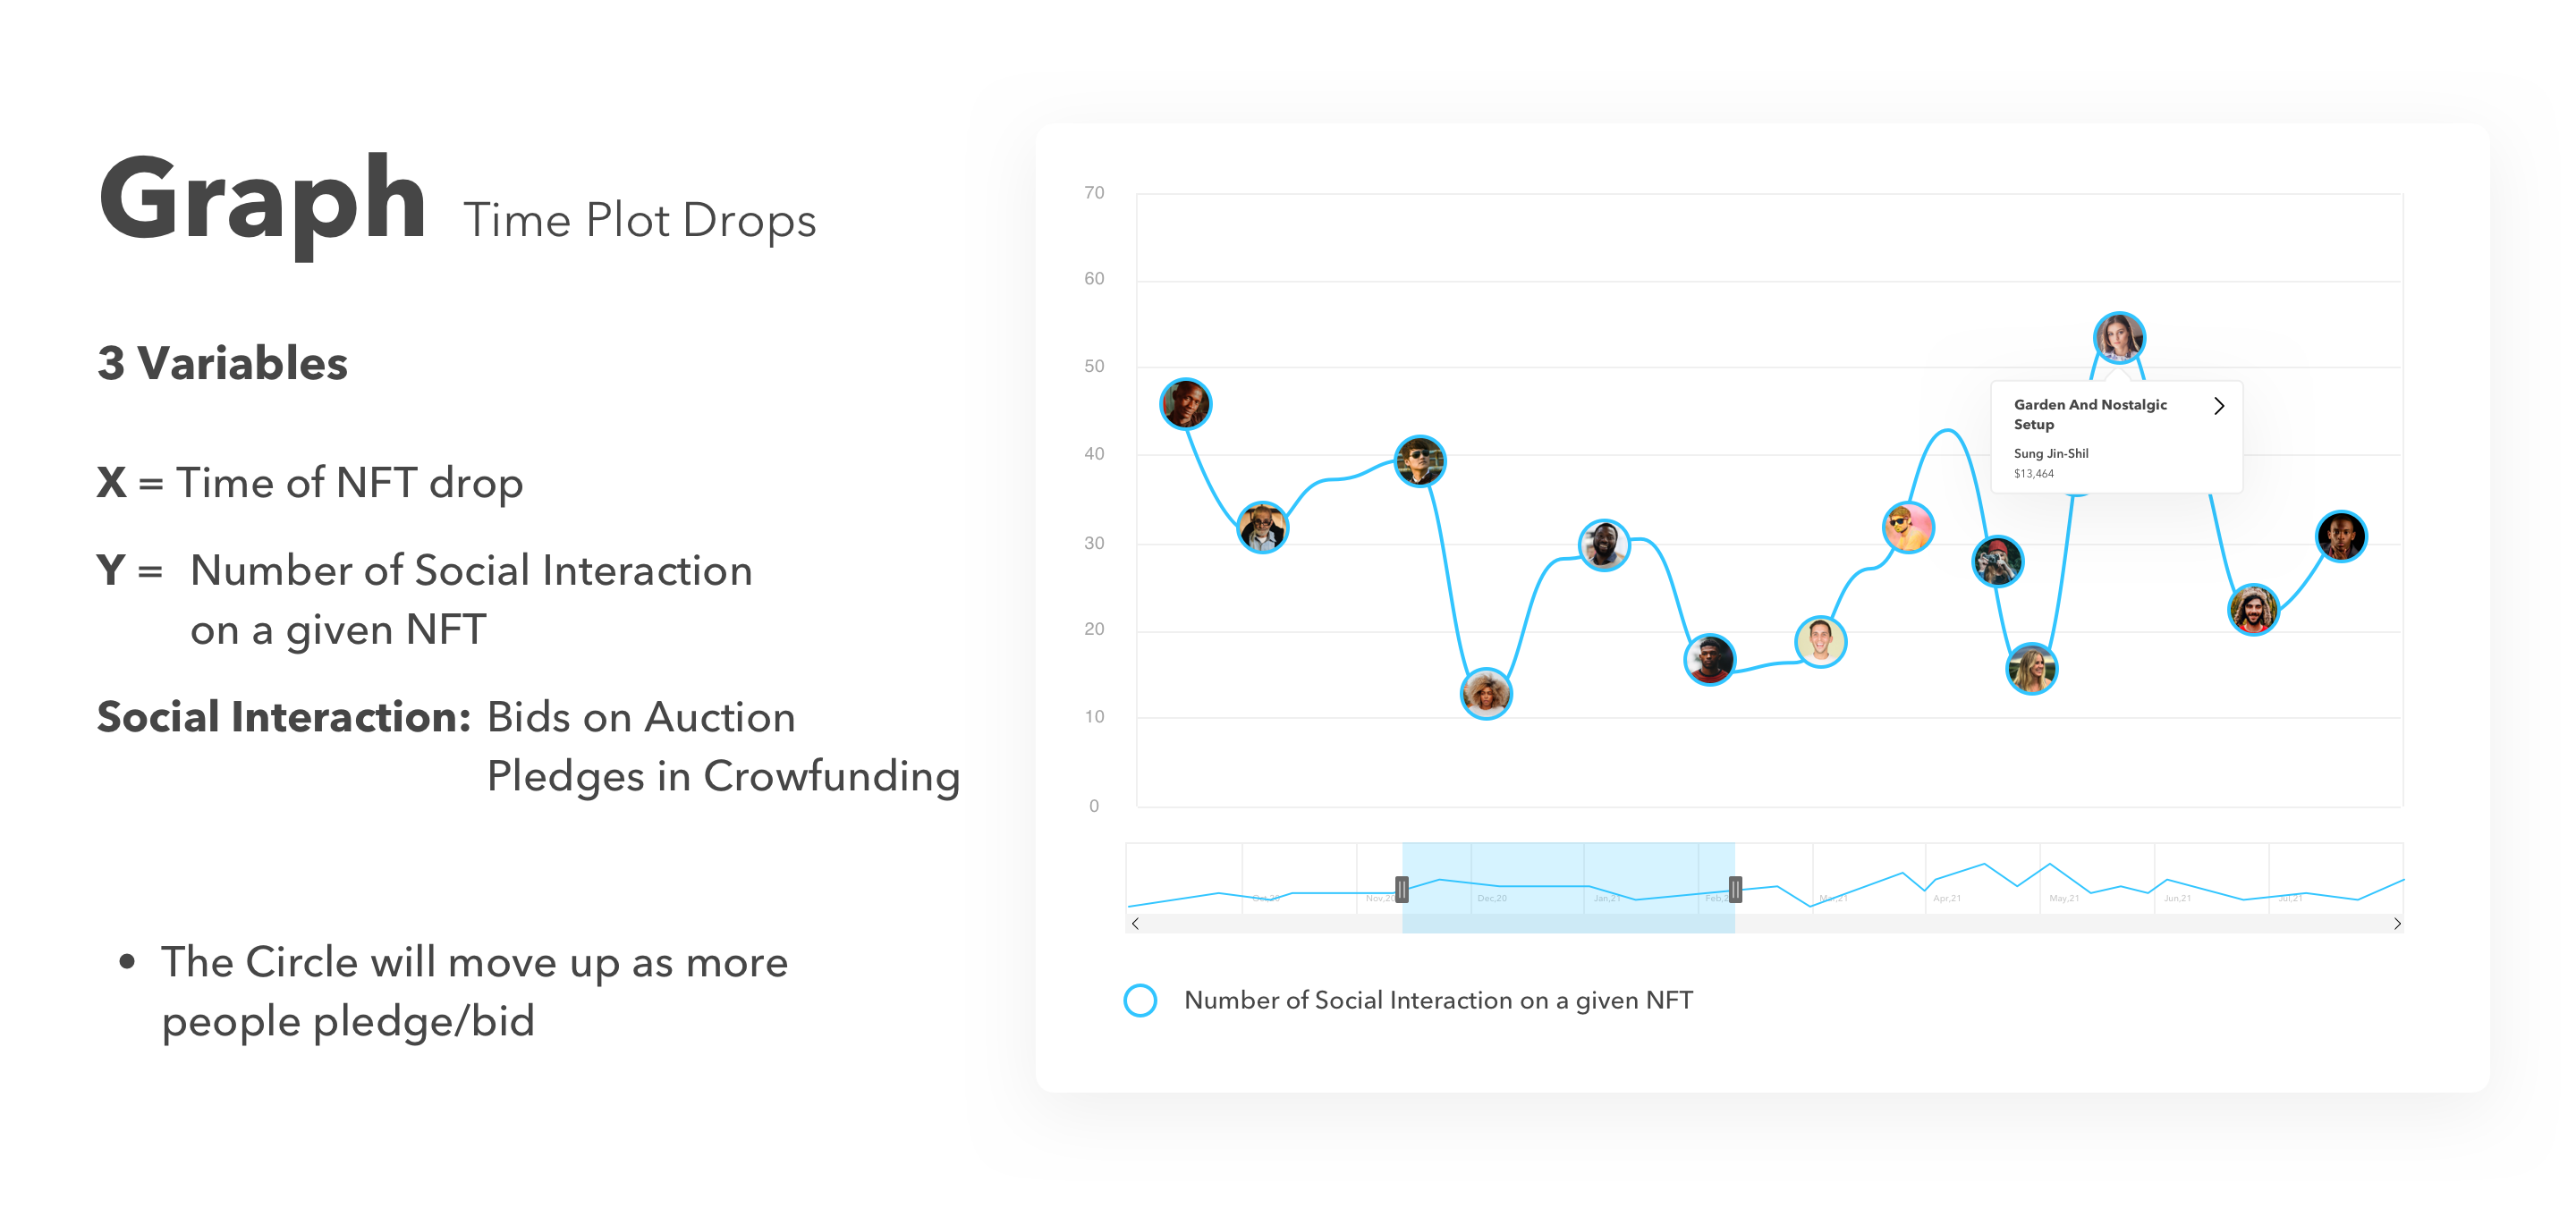 Graph Time Plot Drops
3 Variables
X = Time of NFT drop
Y = Number of Social Interaction
on a given NFT
Social Interaction: Bids on Auction
Pledges in Crowfunding
• The Circle will move up as more
people pledge/bid
70
60
50
40
30
20
10
0
Garden And Nostalgic
Setup
Sung Jin-Shil
$13,464
Oct,20 Nov,20 Dec,20 Jan,21 Feb,2 Mar,21 Apr,21 May,21 Jun,21 Jul,21
Number of Social Interaction on a given NFT